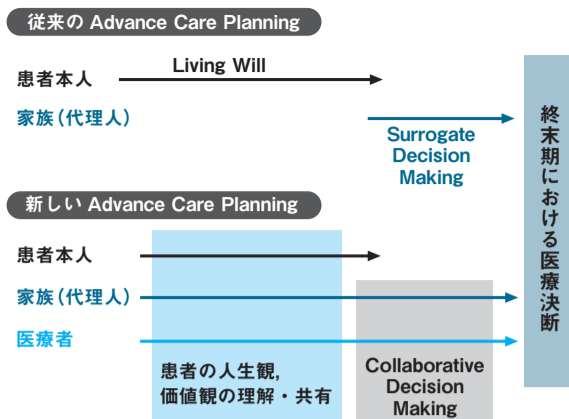 従来の Advance Care Planning
患者本人
Living Will
家族(代理人)
Surrogate
Decision
Making
新しい Advance Care Planning
患者本人
家族(代理人)
医療者
患者の人生観,
価値観の理解・共有
Collaborative
Decision
Making
終末期における医療決断